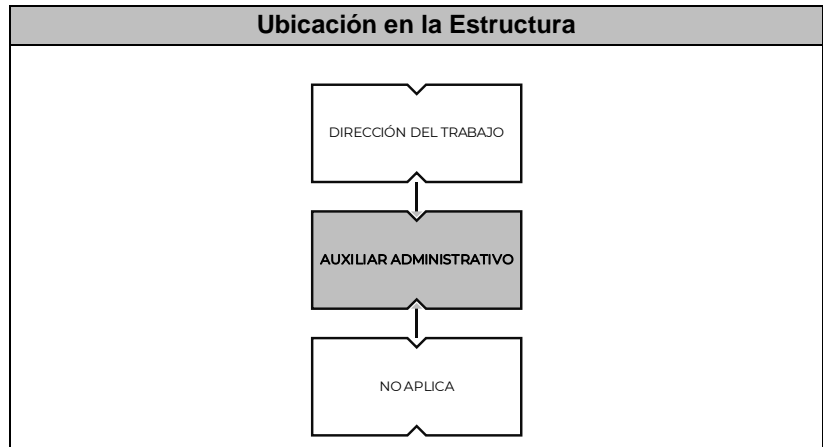 Ubicación en la Estructura
DIRECCIÓN DEL TRABAJO
AUXILIAR ADMINISTRATIVO
NO APLICA